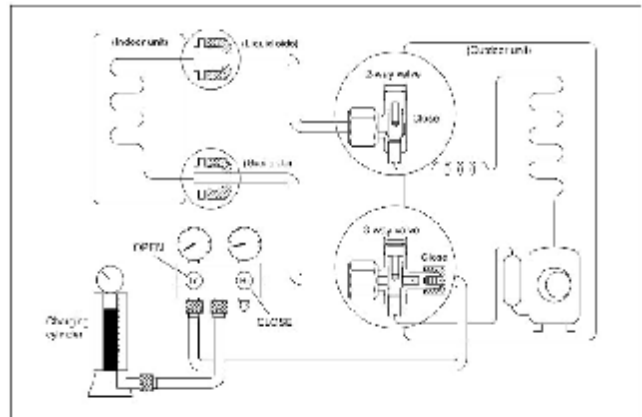 (Indoor unit)
(Liquid side)
(Outdoor unit)
2-way valve
Close
(Gas side)
3-way valve
Close
OPEN
CLOSE
Charging
cylinder